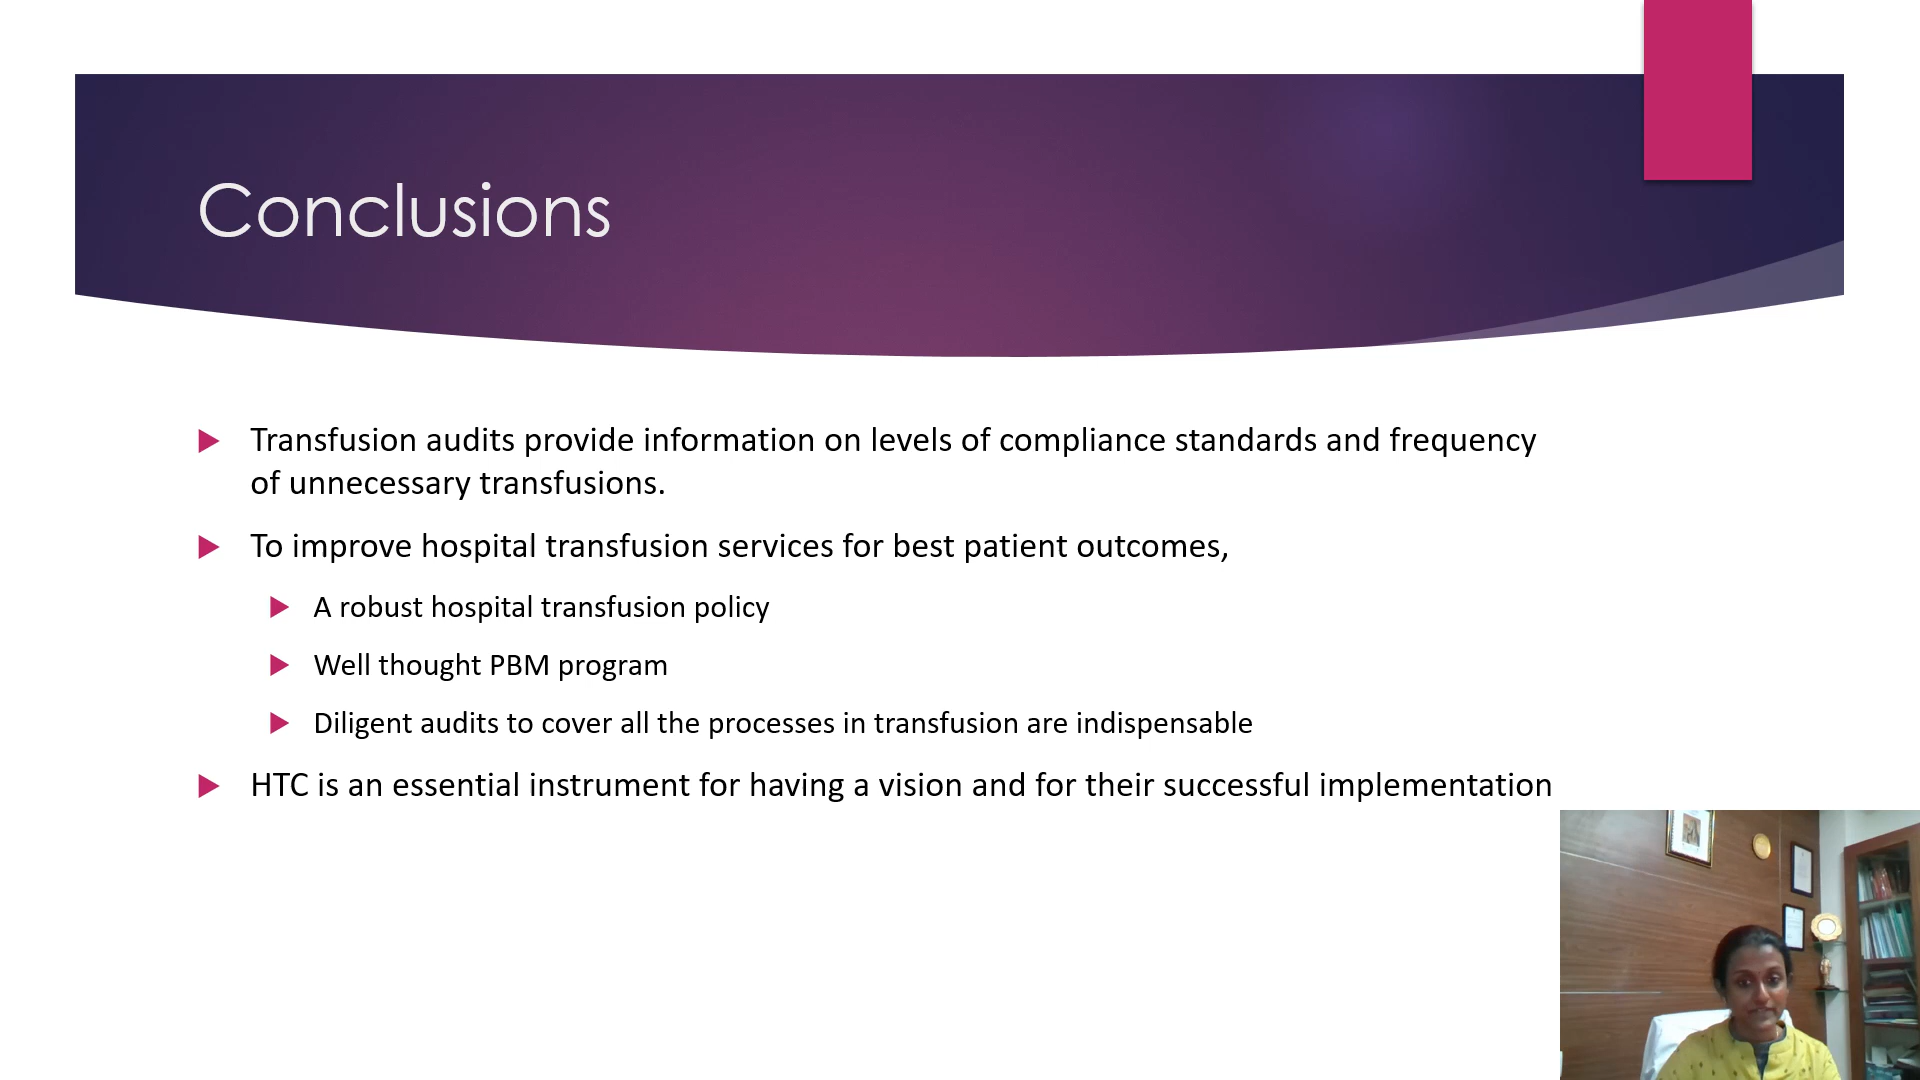 Conclusions
Transfusion audits provide information on levels of compliance standards and frequency
of unnecessary transfusions.
To improve hospital transfusion services for best patient outcomes,
A robust hospital transfusion policy
Well thought PBM program
Diligent audits to cover all the processes in transfusion are indispensable
HTC is an essential instrument for having a vision and for their successful implementation